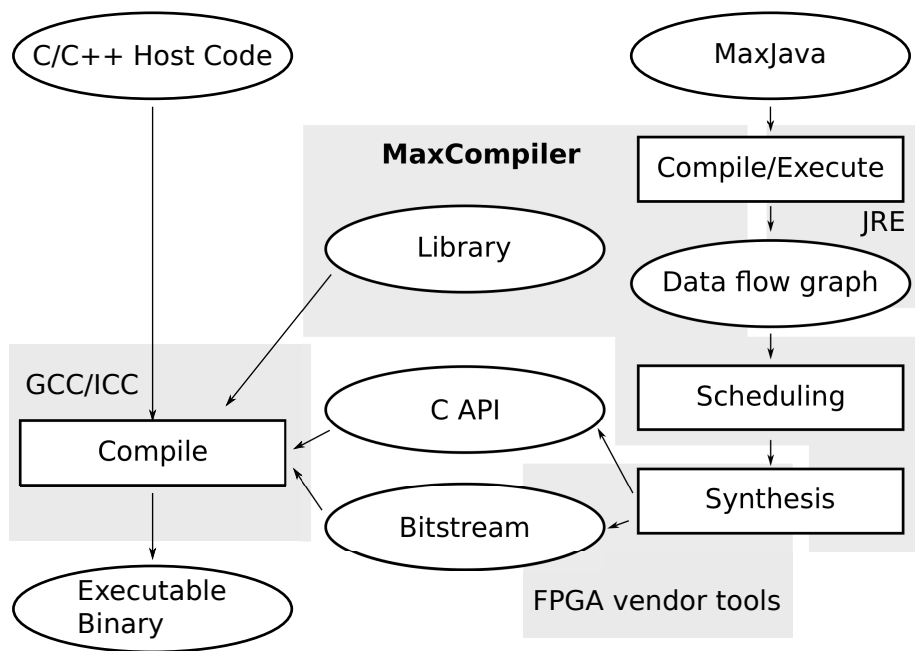 C/C++ Host Code
MaxJava
MaxCompiler
Compile/Execute
JRE
Library
Data flow graph
GCC/ICC
C API
Scheduling
Compile
Synthesis
Bitstream
Executable
Binary
FPGA vendor tools